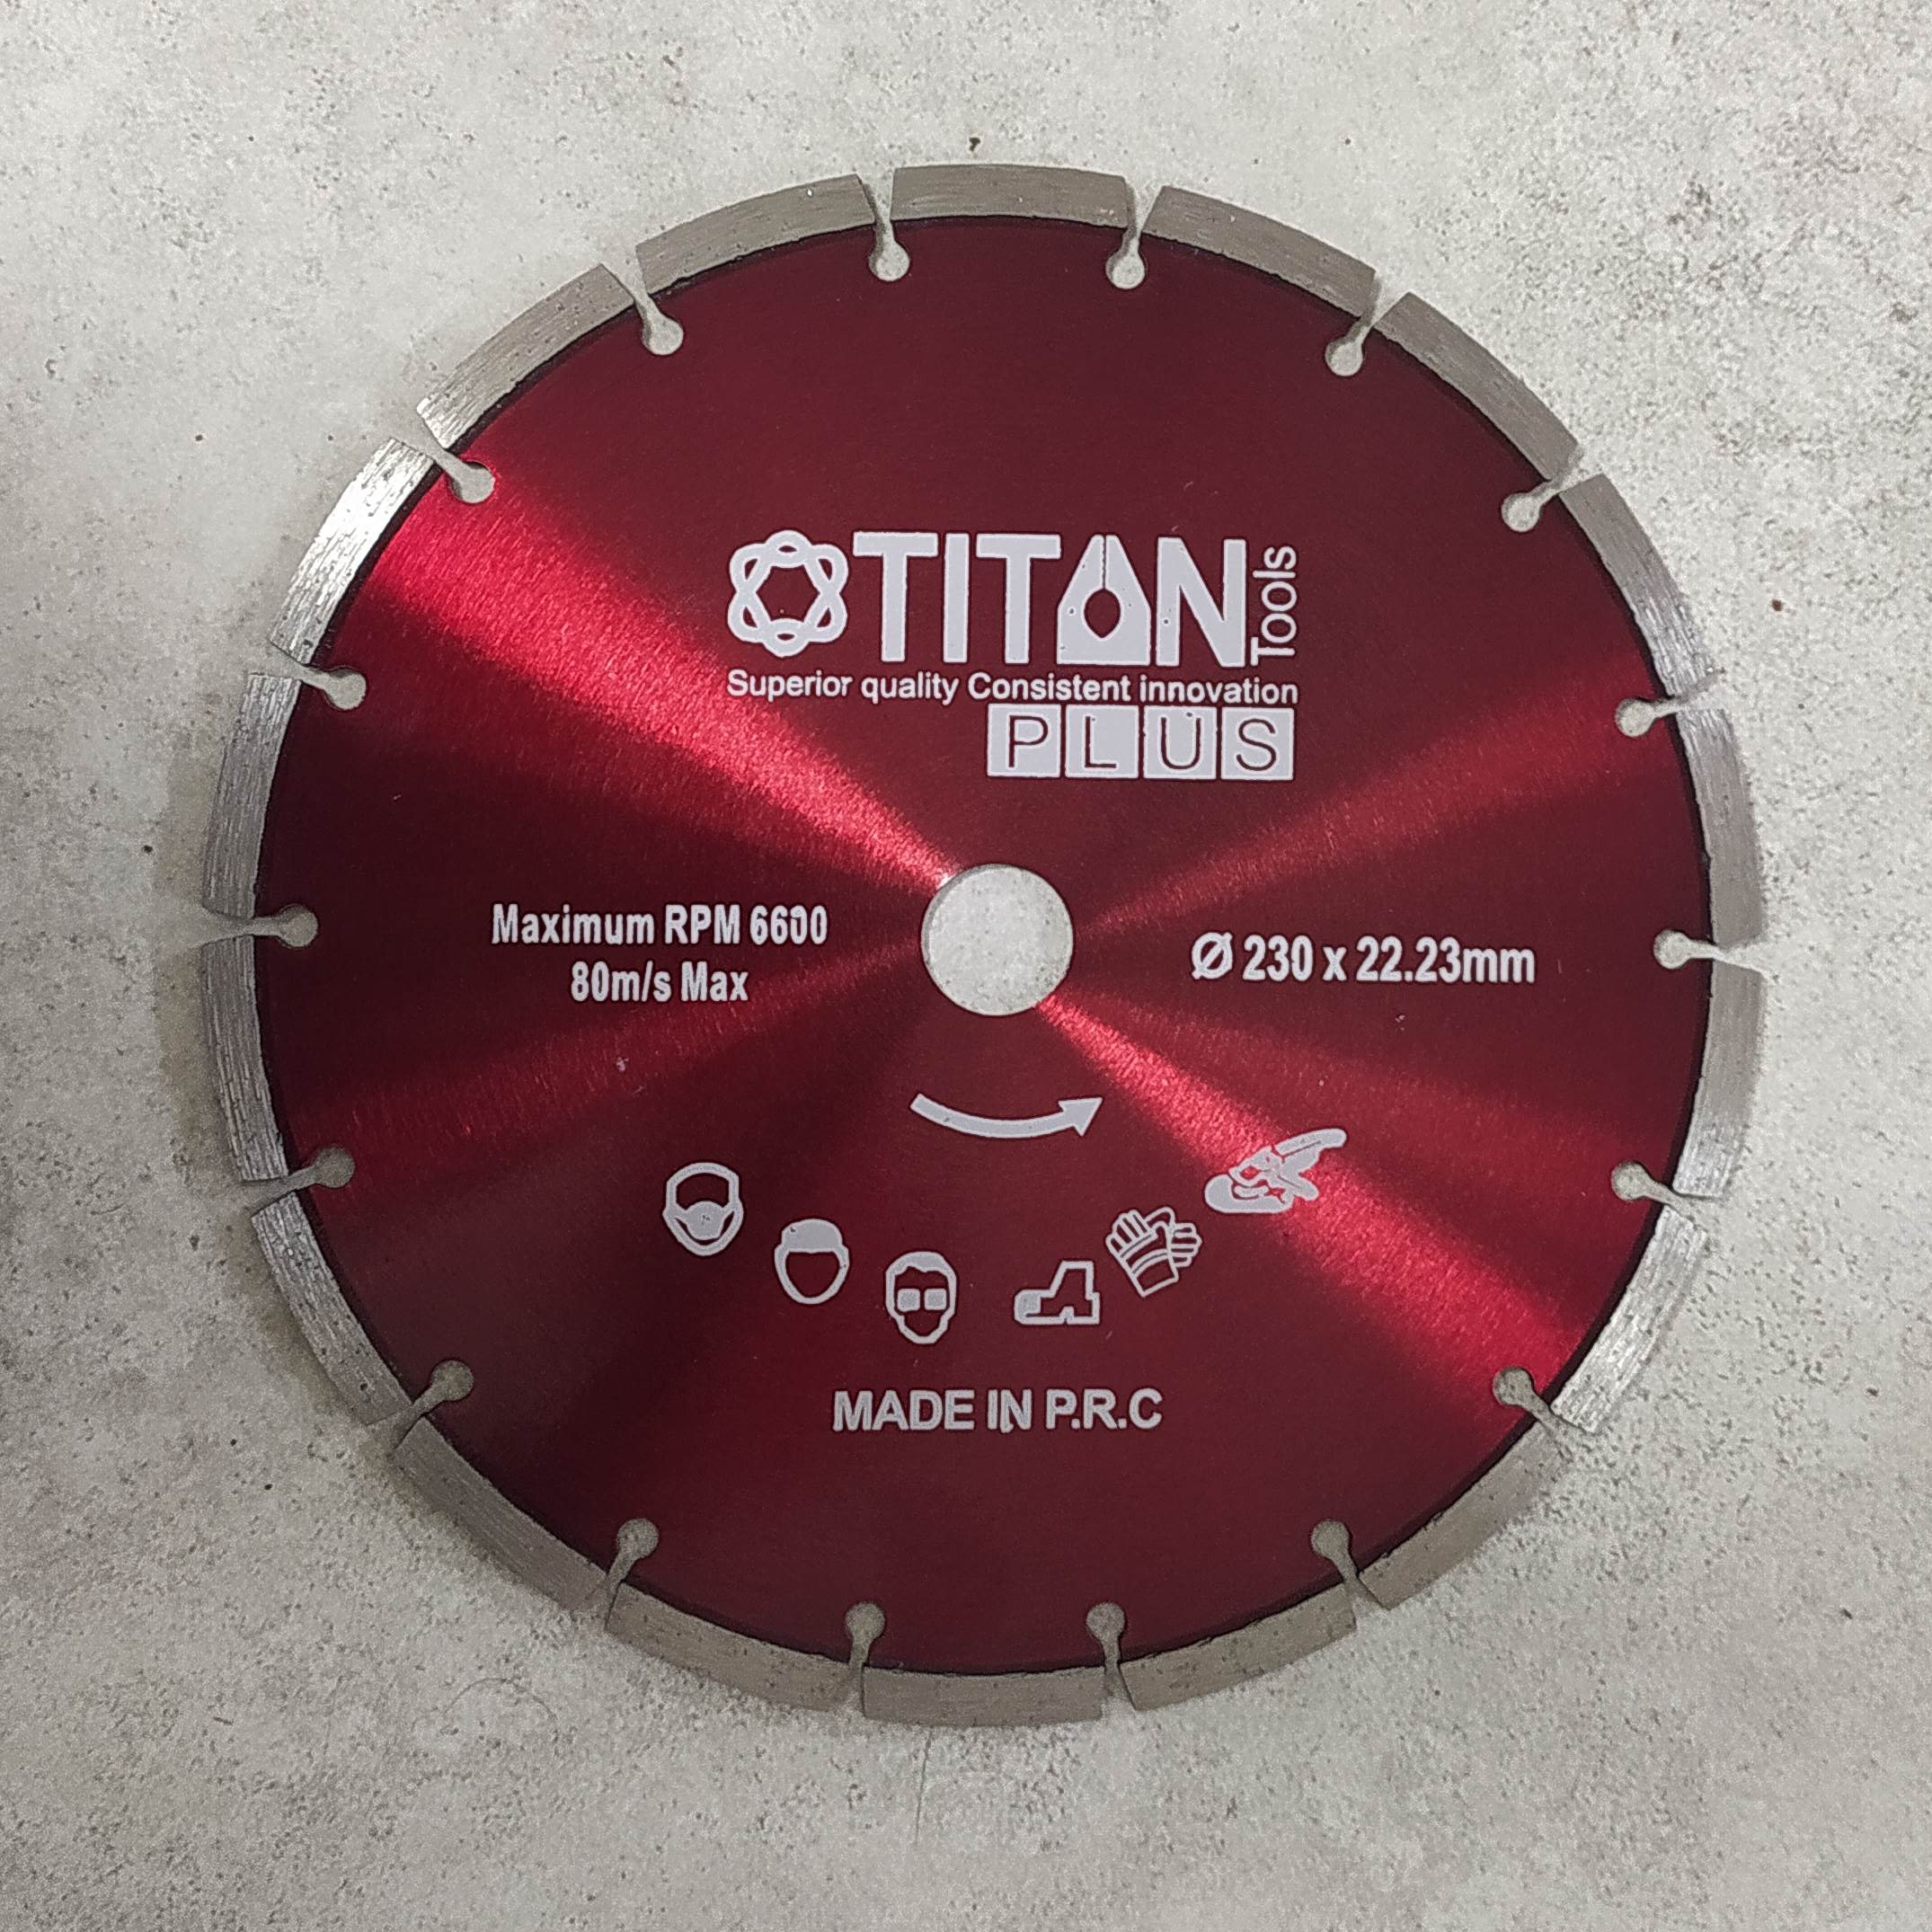 TITAN Tools
Superior quality Consistent innovation
PLUS
Maximum RPM 6600
80m/s Max
Ø 230 x 22.23mm
MADE IN P.R.C